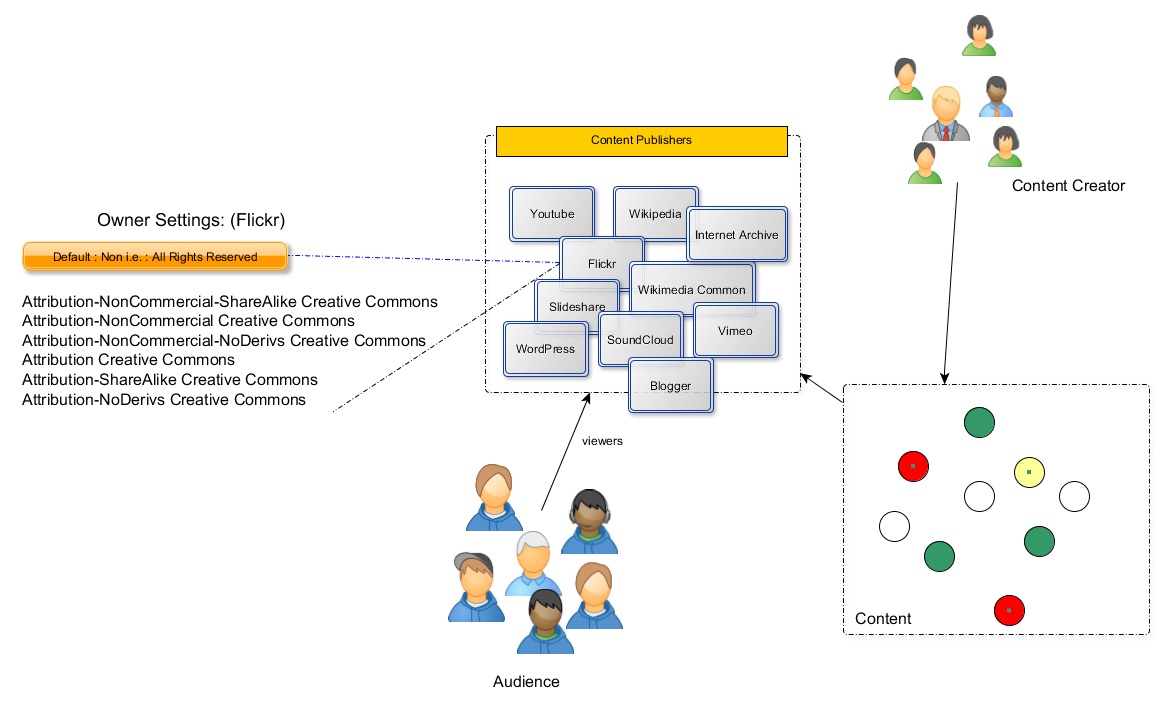 Content Publishers
Content Creator
Youtube
Wikipedia
Internet Archive
Owner Settings: (Flickr)
Default : Non i.e. : All Rights Reserved
Flickr
Wikimedia Common
Attribution-NonCommercial-ShareAlike Creative Commons
Attribution-NonCommercial Creative Commons
Attribution-NonCommercial-NoDerivs Creative Commons
Attribution Creative Commons
Attribution-ShareAlike Creative Commons
Attribution-NoDerivs Creative Commons
Slideshare
Vimeo
WordPress
SoundCloud
Blogger
viewers
Content
Audience